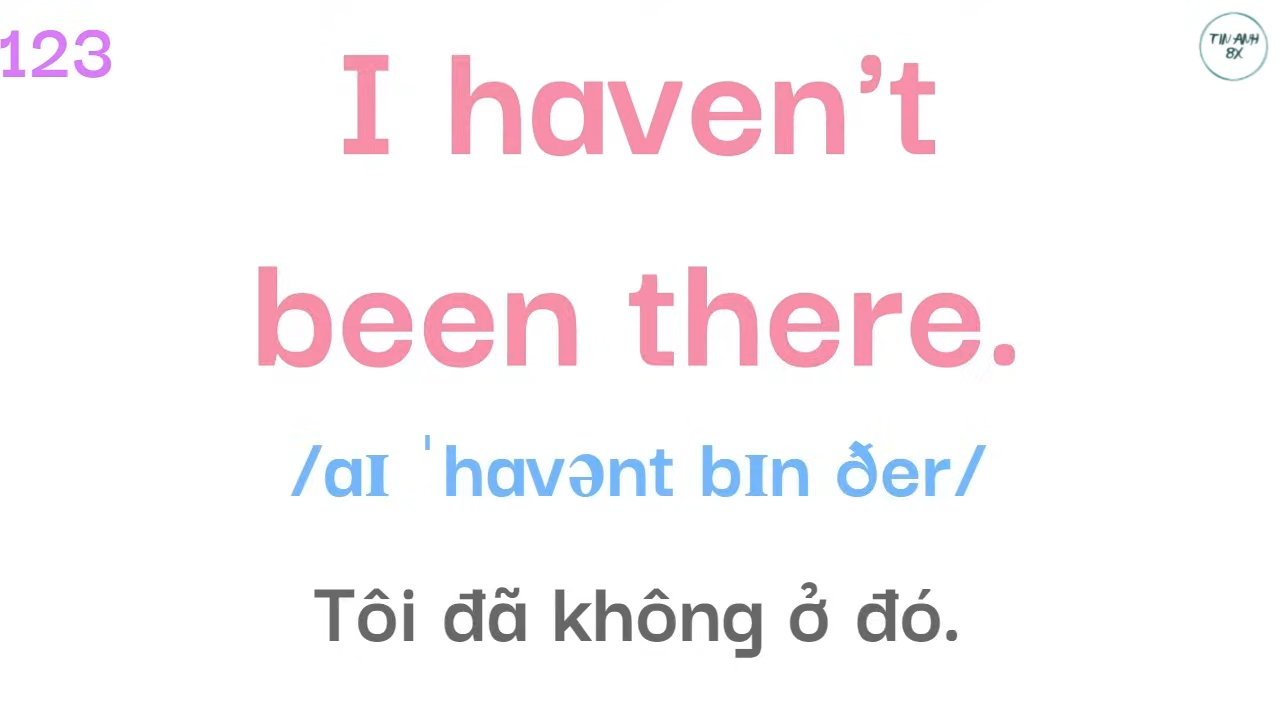 123
TIN ANH
8X
I haven’t
been there.
/aɪ ˈhavənt bɪn ðer/
Tôi đã không ở đó.